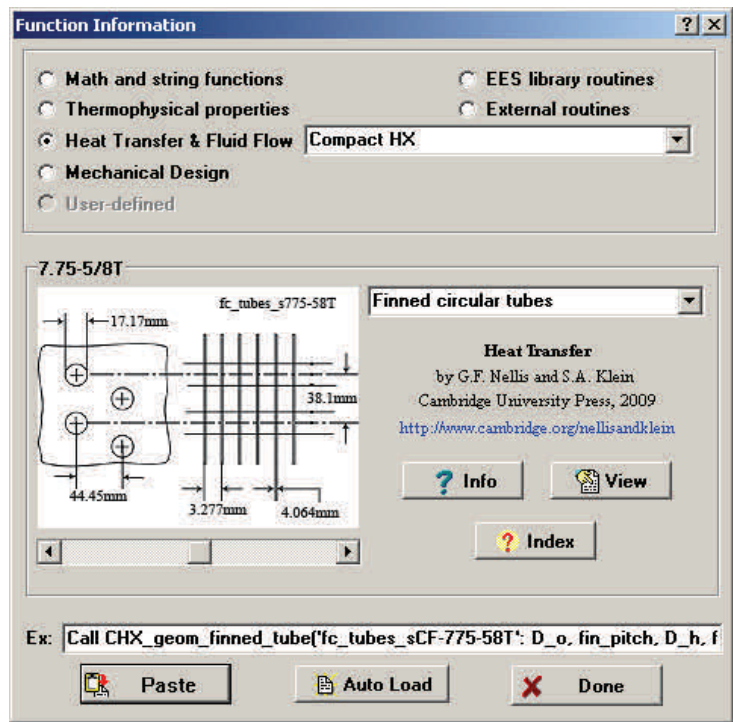 Function Information
Math and string functions
EES library routines
Thermophysical properties
External routines
Heat Transfer & Fluid Flow
Compact HX
Mechanical Design
User-defined
7.75-5/8T
fc_tubes_s775-58T
17.17mm
38.1mm
44.45mm
3.277mm
4.064mm
Finned circular tubes
Heat Transfer
by G.F. Nellis and S.A. Klein
Cambridge University Press, 2009
http://www.cambridge.org/nellisandklein
? Info
View
? Index
Ex: Call CHX_geom_finned_tube('fc_tubes_sCF-775-58T': D_o, fin_pitch, D_h, f
Paste
Auto Load
Done